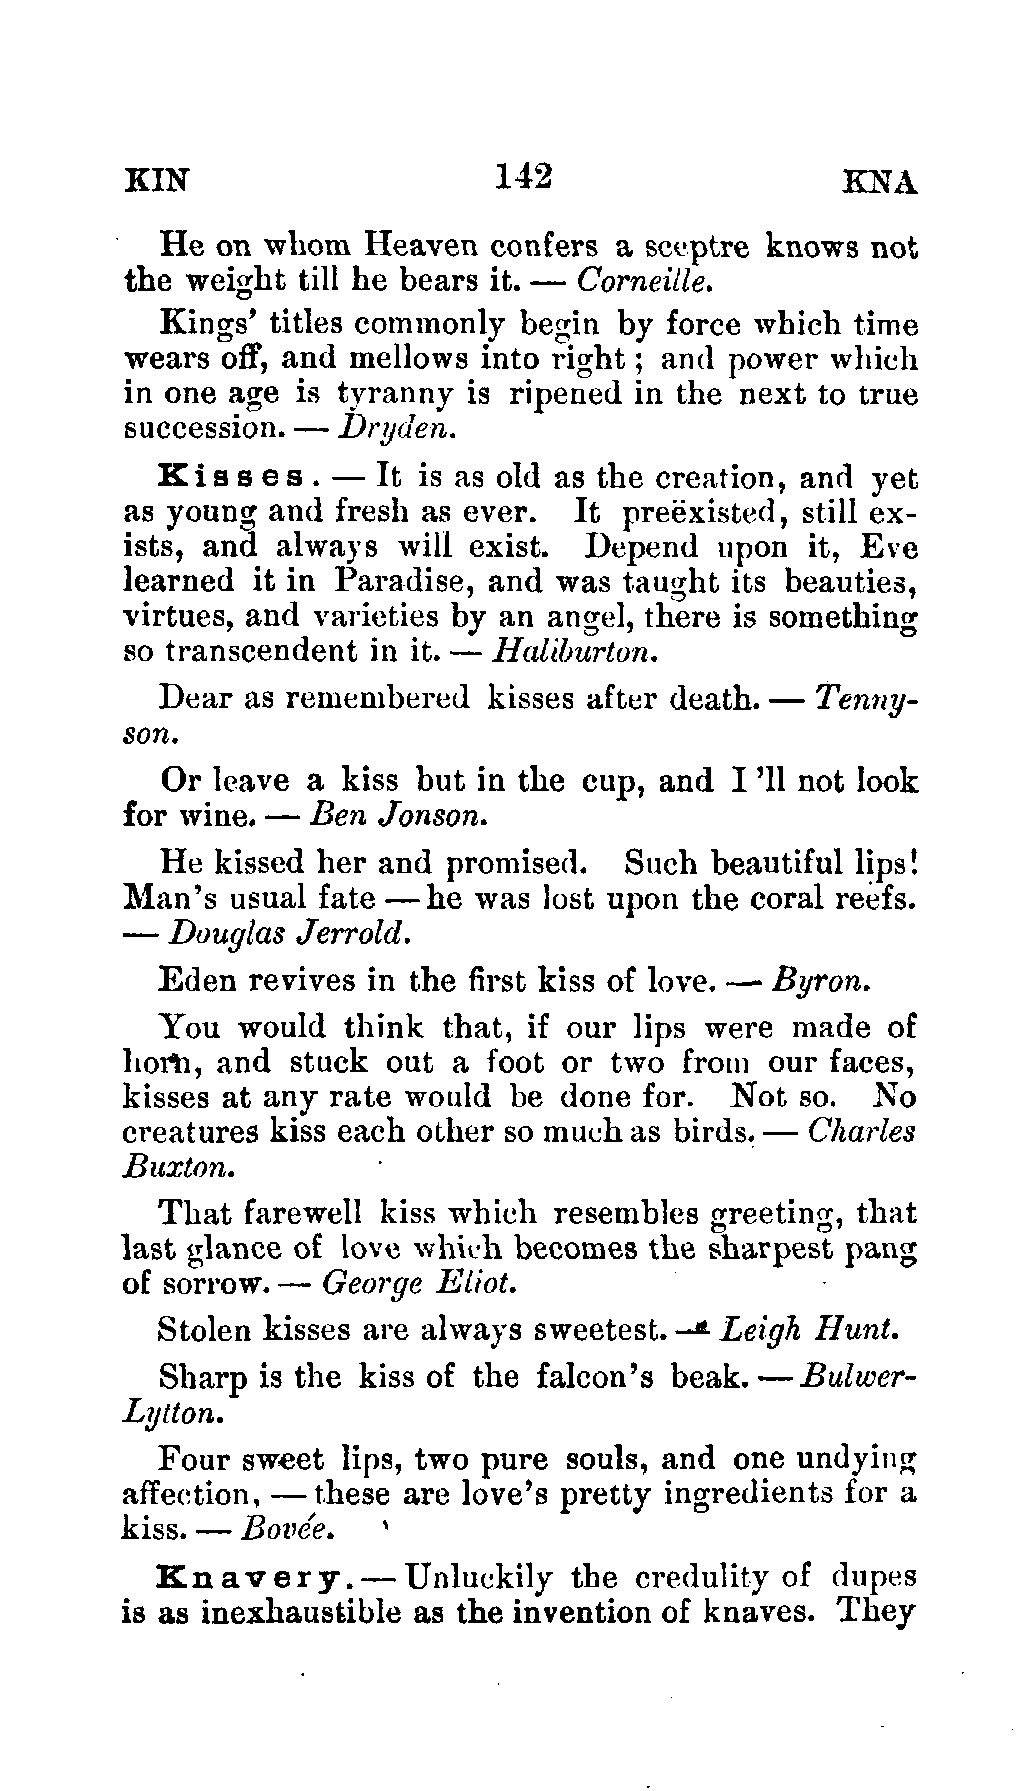 KIN 142 KNA
He on whom Heaven confers a sceptre knows not
the weight till he bears it. — Corneille.
Kings' titles commonly begin by force which time
wears off, and mellows into right; and power which
in one age is tyranny is ripened in the next to true
succession. — Dryden.
Kisses. — It is as old as the creation, and yet
as young and fresh as ever. It preëxisted, still ex-
ists, and always will exist. Depend upon it, Eve
learned it in Paradise, and was taught its beauties,
virtues, and varieties by an angel, there is something
so transcendent in it. — Haliburton.
Dear as remembered kisses after death. — Tenny-
son.
Or leave a kiss but in the cup, and I 'll not look
for wine. — Ben Jonson.
He kissed her and promised. Such beautiful lips!
Man's usual fate — he was lost upon the coral reefs.
— Douglas Jerrold.
Eden revives in the first kiss of love. — Byron.
You would think that, if our lips were made of
horn, and stuck out a foot or two from our faces,
kisses at any rate would be done for. Not so. No
creatures kiss each other so much as birds. — Charles
Buxton.
That farewell kiss which resembles greeting, that
last glance of love which becomes the sharpest pang
of sorrow. — George Eliot.
Stolen kisses are always sweetest. — Leigh Hunt.
Sharp is the kiss of the falcon's beak. — Bulwer-
Lytton.
Four sweet lips, two pure souls, and one undying
affection, — these are love's pretty ingredients for a
kiss. — Bovée.
Knavery. — Unluckily the credulity of dupes
is as inexhaustible as the invention of knaves. They